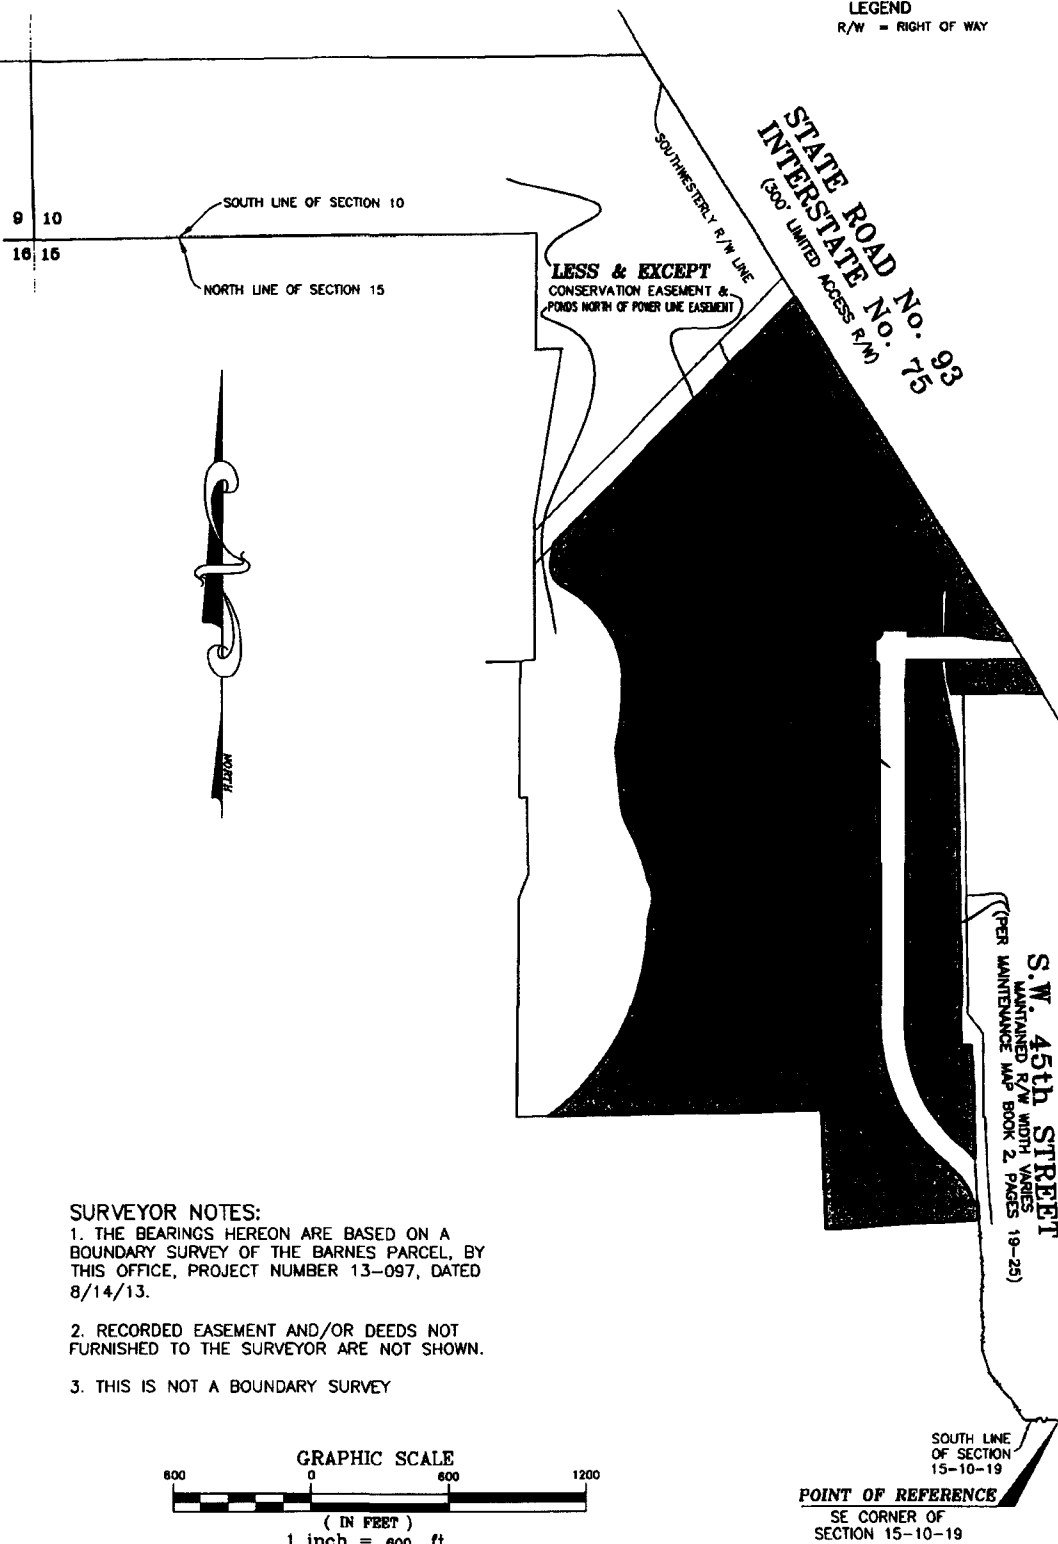 LEGEND
R/W = RIGHT OF WAY
STATE ROAD No. 93
INTERSTATE No. 75
(300' LIMITED ACCESS R/W)
SOUTHWESTERLY R/W LINE
9 10
16 15
SOUTH LINE OF SECTION 10
NORTH LINE OF SECTION 15
LESS & EXCEPT
CONSERVATION EASEMENT &
PONDS NORTH OF POWER LINE EASEMENT
NORTH
S.W. 45th STREET
MAINTAINED R/W WIDTH VARIES
(PER MAINTENANCE MAP BOOK 2, PAGES 19-25)
SURVEYOR NOTES:
1. THE BEARINGS HEREON ARE BASED ON A
BOUNDARY SURVEY OF THE BARNES PARCEL, BY
THIS OFFICE, PROJECT NUMBER 13-097, DATED
8/14/13.
2. RECORDED EASEMENT AND/OR DEEDS NOT
FURNISHED TO THE SURVEYOR ARE NOT SHOWN.
3. THIS IS NOT A BOUNDARY SURVEY
GRAPHIC SCALE
600 0 600 1200
( IN FEET )
1 inch = 600 ft
SOUTH LINE
OF SECTION
15-10-19
POINT OF REFERENCE
SE CORNER OF
SECTION 15-10-19